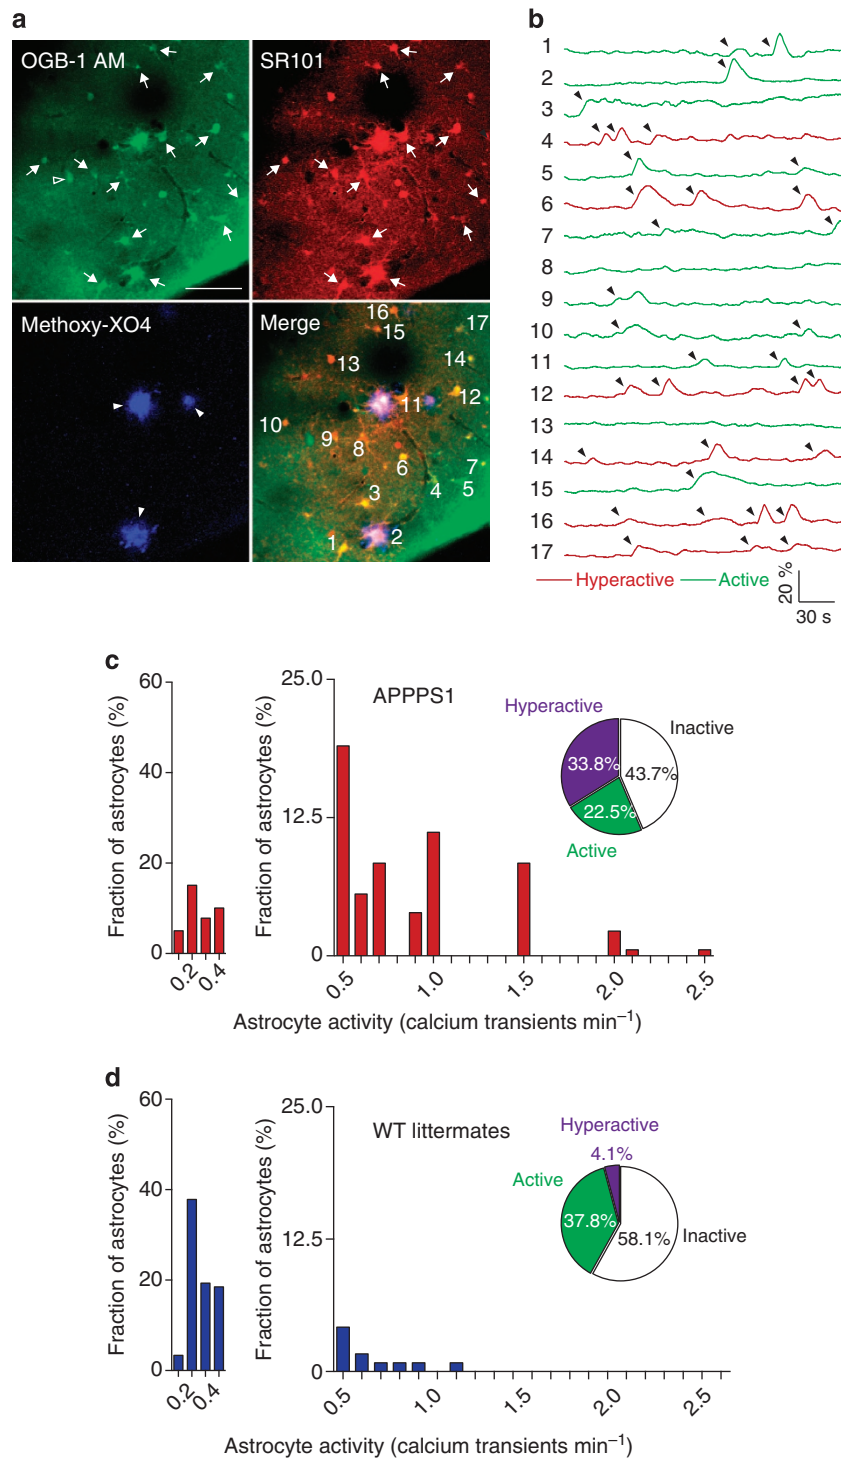 a
OGB-1 AM
SR101
Methoxy-XO4
Merge
16
17
15
13
14
12
11
10
9
8
6
7
5
4
3
1
2
b
1
2
3
4
5
6
7
8
9
10
11
12
13
14
15
16
17
Hyperactive
Active
20 %
30 s
c
Fraction of astrocytes (%)
60
40
20
0
0.2
0.4
Fraction of astrocytes (%)
25.0
12.5
0
APPPS1
Hyperactive
33.8%
Inactive
43.7%
22.5%
Active
0.5
1.0
1.5
2.0
2.5
Astrocyte activity (calcium transients min–1)
d
Fraction of astrocytes (%)
60
40
20
0
0.2
0.4
Fraction of astrocytes (%)
25.0
12.5
0
WT littermates
Hyperactive
4.1%
Active
37.8%
58.1%
Inactive
0.5
1.0
1.5
2.0
2.5
Astrocyte activity (calcium transients min–1)